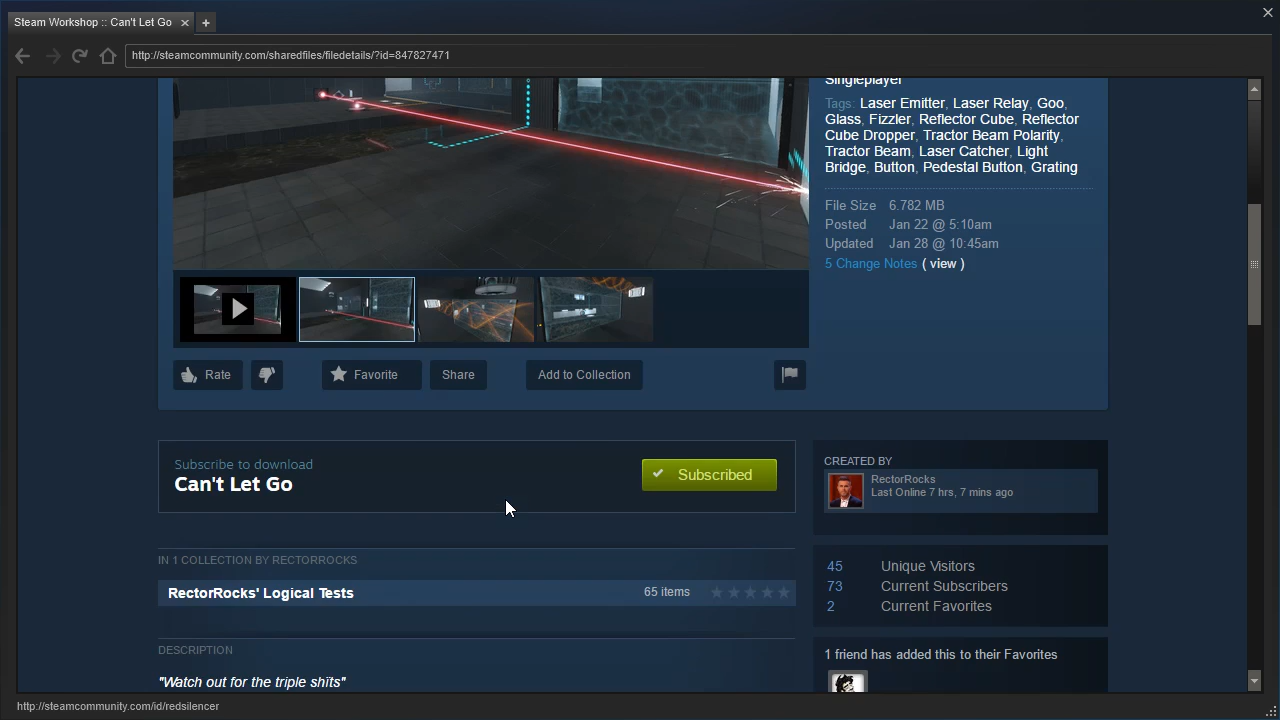 Steam Workshop :: Can't Let Go
http://steamcommunity.com/sharedfiles/filedetails/?id=847827471
Singleplayer
Tags: Laser Emitter, Laser Relay, Goo,
Glass, Fizzler, Reflector Cube, Reflector
Cube Dropper, Tractor Beam Polarity,
Tractor Beam, Laser Catcher, Light
Bridge, Button, Pedestal Button, Grating
File Size 6.782 MB
Posted Jan 22 @ 5:10am
Updated Jan 28 @ 10:45am
5 Change Notes ( view )
Rate
Favorite
Share
Add to Collection
Subscribe to download
Can't Let Go
Subscribed
IN 1 COLLECTION BY RECTORROCKS
RectorRocks' Logical Tests
65 items
DESCRIPTION
"Watch out for the triple shits"
CREATED BY
RectorRocks
Last Online 7 hrs, 7 mins ago
45 Unique Visitors
73 Current Subscribers
2 Current Favorites
1 friend has added this to their Favorites
http://steamcommunity.com/id/redsilencer